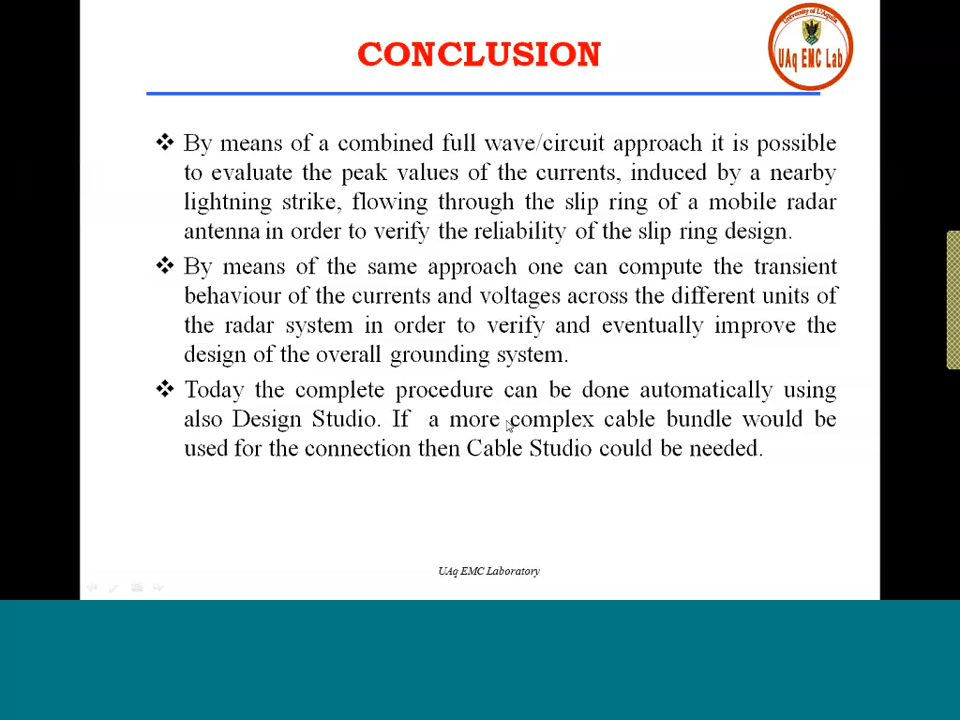 University of L'Aquila
UAq EMC Lab
CONCLUSION
By means of a combined full wave/circuit approach it is possible
to evaluate the peak values of the currents, induced by a nearby
lightning strike, flowing through the slip ring of a mobile radar
antenna in order to verify the reliability of the slip ring design.
By means of the same approach one can compute the transient
behaviour of the currents and voltages across the different units of
the radar system in order to verify and eventually improve the
design of the overall grounding system.
Today the complete procedure can be done automatically using
also Design Studio. If a more complex cable bundle would be
used for the connection then Cable Studio could be needed.
UAq EMC Laboratory